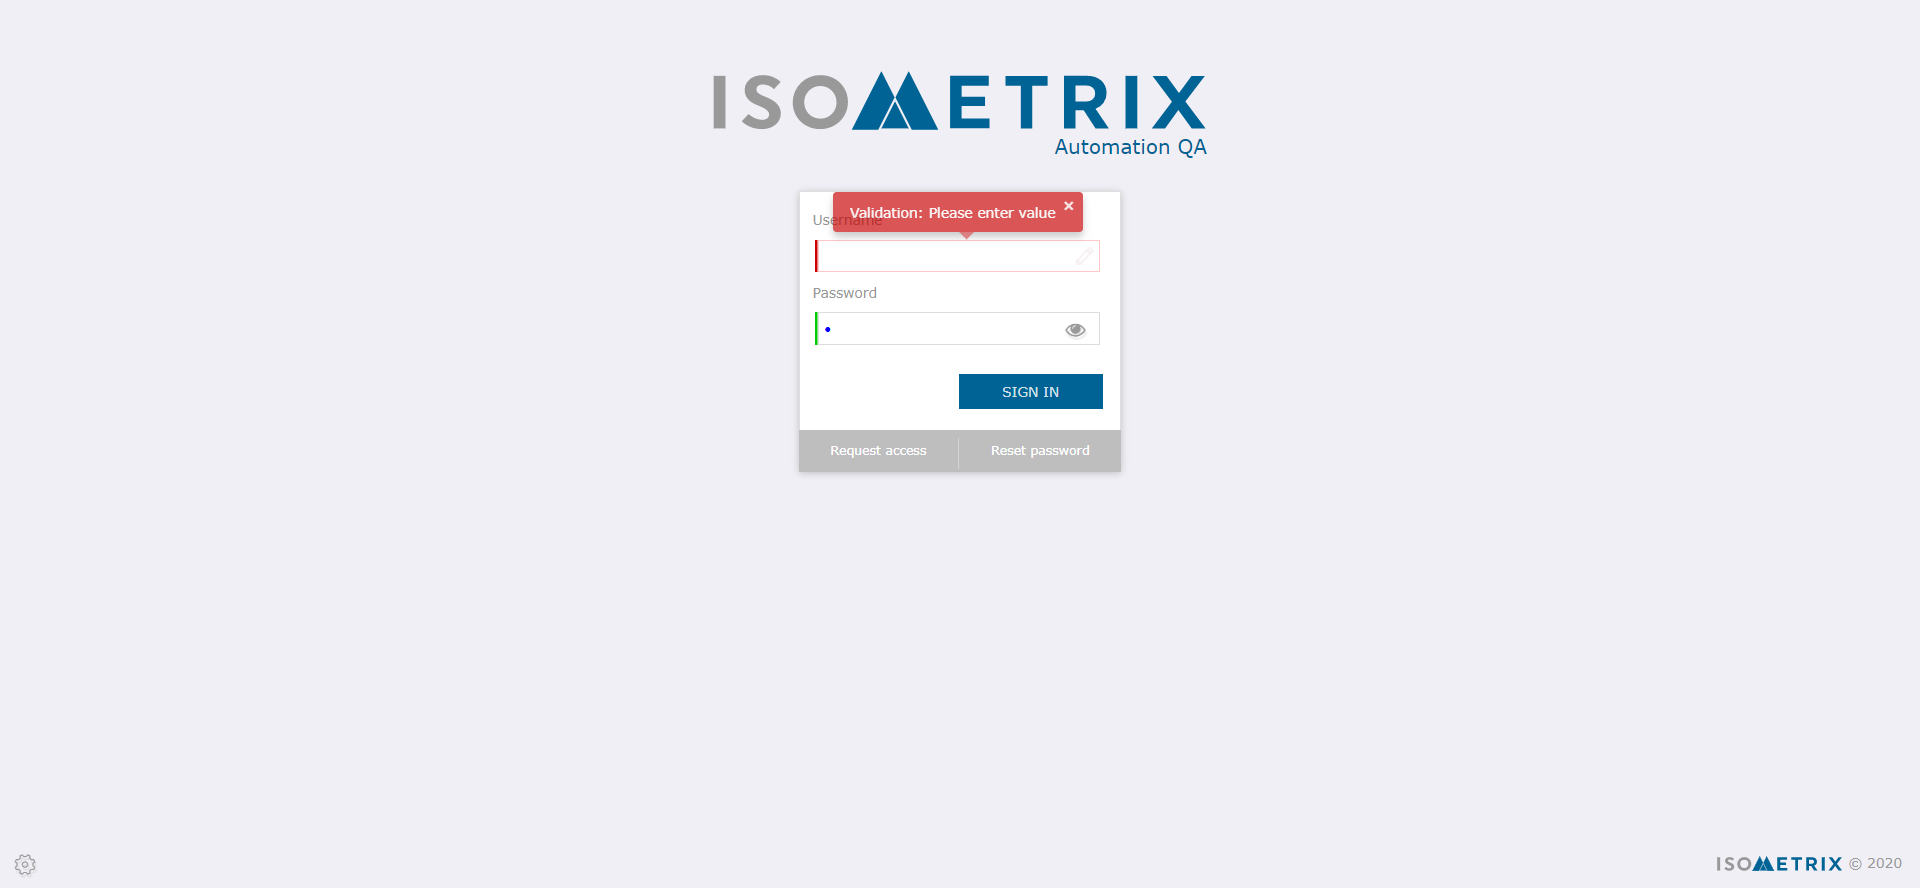 ISOMETRIX
Automation QA
Validation: Please enter value ×
Username
Password
SIGN IN
Request access
Reset password
ISOMETRIX © 2020